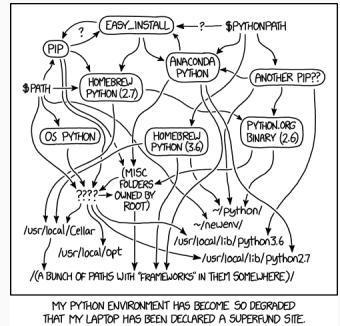 EASY_INSTALL
?
$PYTHONPATH
?
PIP
ANACONDA
PYTHON
ANOTHER PIP??
HOMEBREW
PYTHON (2.7)
$PATH
OS PYTHON
HOMEBREW
PYTHON (3.6)
PYTHON.ORG
BINARY (2.6)
(MISC
FOLDERS
OWNED BY
ROOT)
????
~/python/
~/newenv/
/usr/local/Cellar
/usr/local/opt
/usr/local/lib/python3.6
/usr/local/lib/python2.7
/(A BUNCH OF PATHS WITH "FRAMEWORKS" IN THEM SOMEWHERE)/
MY PYTHON ENVIRONMENT HAS BECOME SO DEGRADED
THAT MY LAPTOP HAS BEEN DECLARED A SUPERFUND SITE.